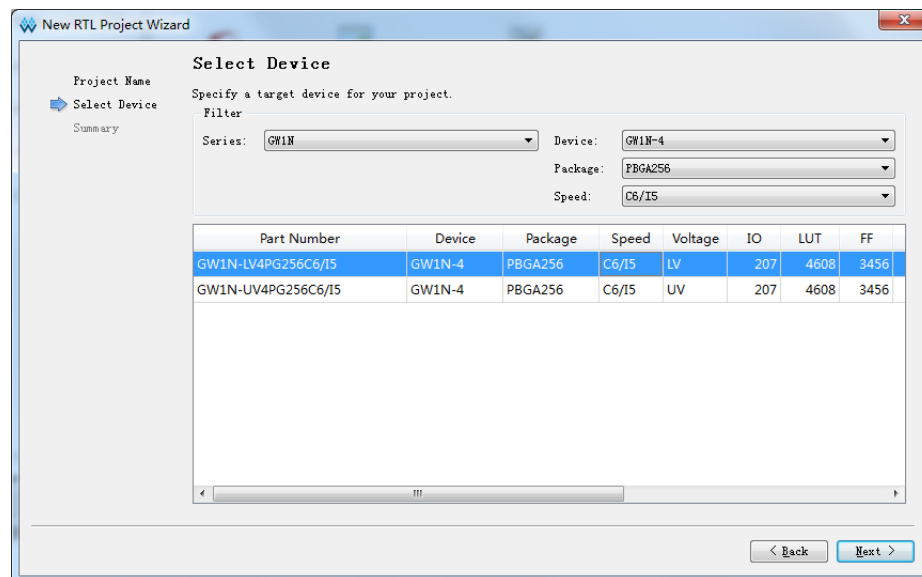 New RTL Project Wizard
Project Name
Select Device
Summary
Select Device
Specify a target device for your project.
Filter
Series: GW1N Device: GW1N-4
Package: PBGA256
Speed: C6/I5
Part Number Device Package Speed Voltage IO LUT FF
GW1N-LV4PG256C6/I5 GW1N-4 PBGA256 C6/I5 LV 207 4608 3456
GW1N-UV4PG256C6/I5 GW1N-4 PBGA256 C6/I5 UV 207 4608 3456
< Back Next >